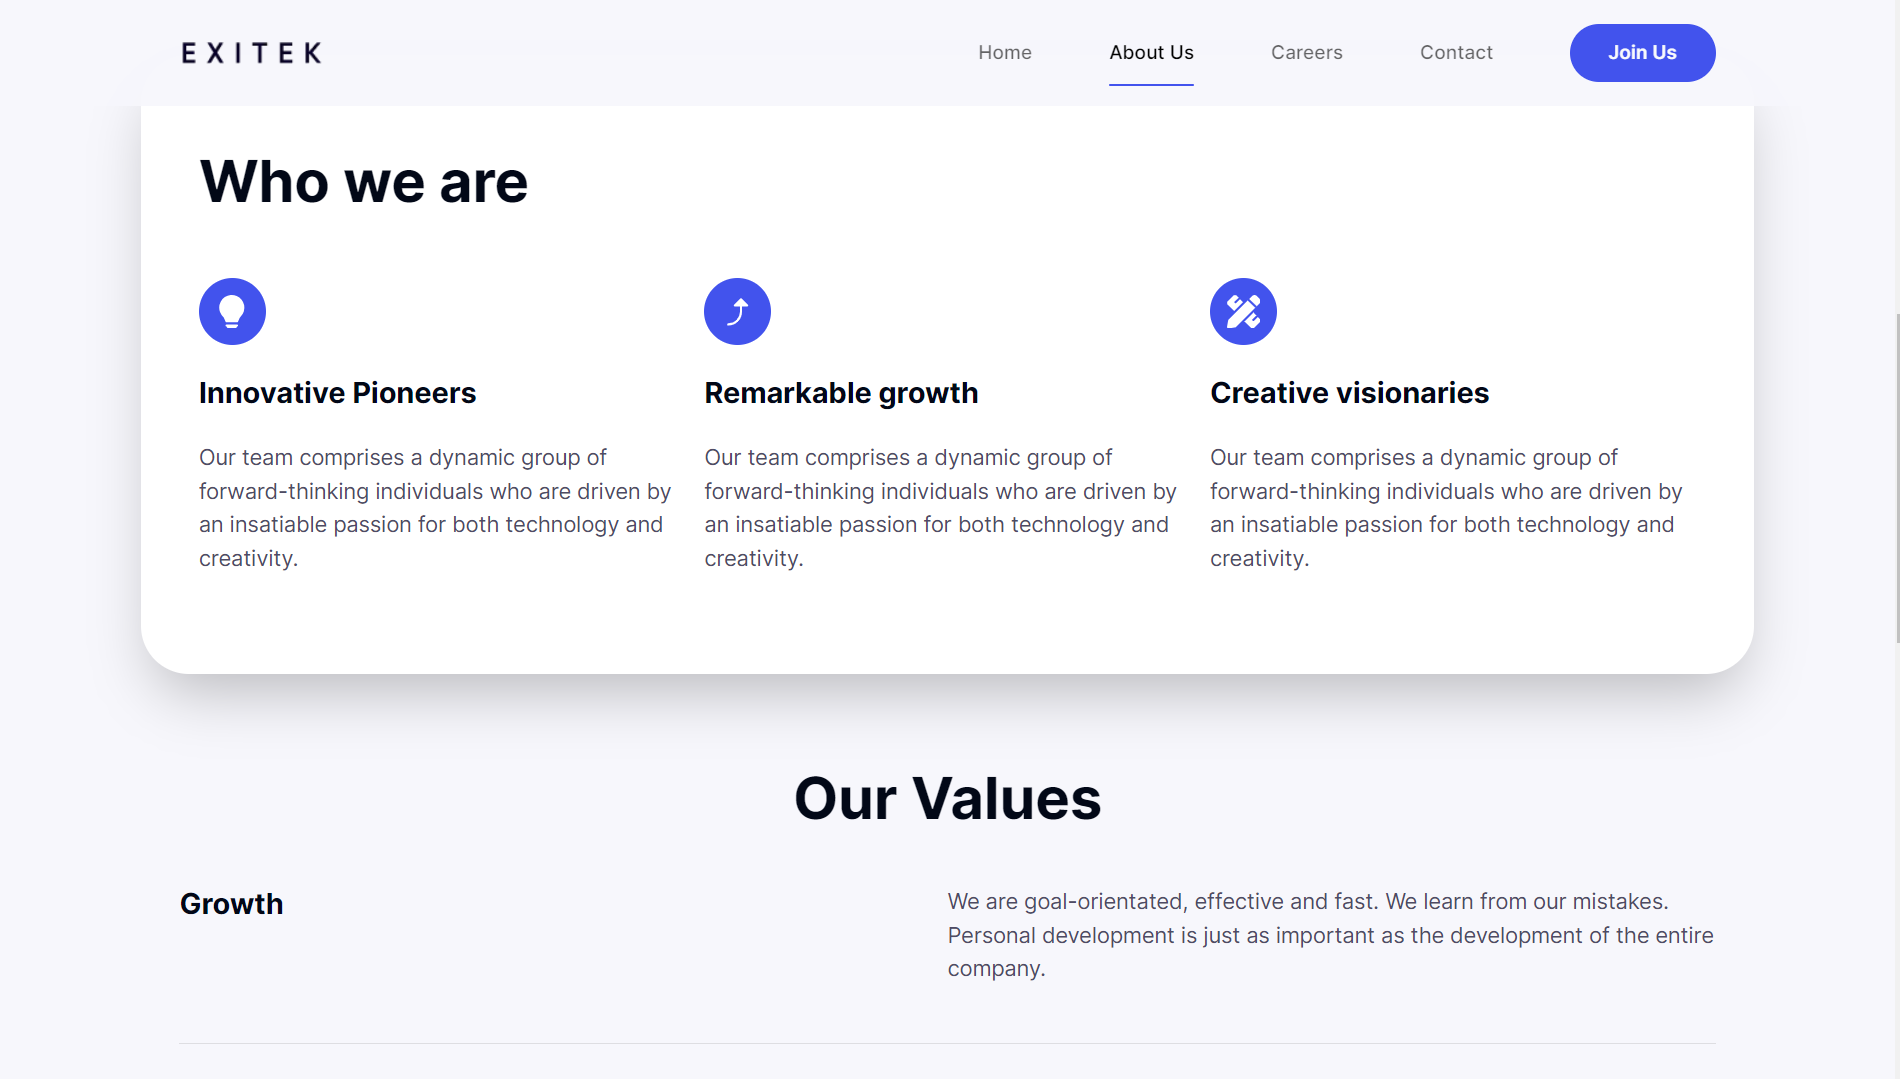 EXITEK
Home
About Us
Careers
Contact
Join Us
Who we are
Innovative Pioneers
Our team comprises a dynamic group of
forward-thinking individuals who are driven by
an insatiable passion for both technology and
creativity.
Remarkable growth
Our team comprises a dynamic group of
forward-thinking individuals who are driven by
an insatiable passion for both technology and
creativity.
Creative visionaries
Our team comprises a dynamic group of
forward-thinking individuals who are driven by
an insatiable passion for both technology and
creativity.
Our Values
Growth
We are goal-orientated, effective and fast. We learn from our mistakes.
Personal development is just as important as the development of the entire
company.